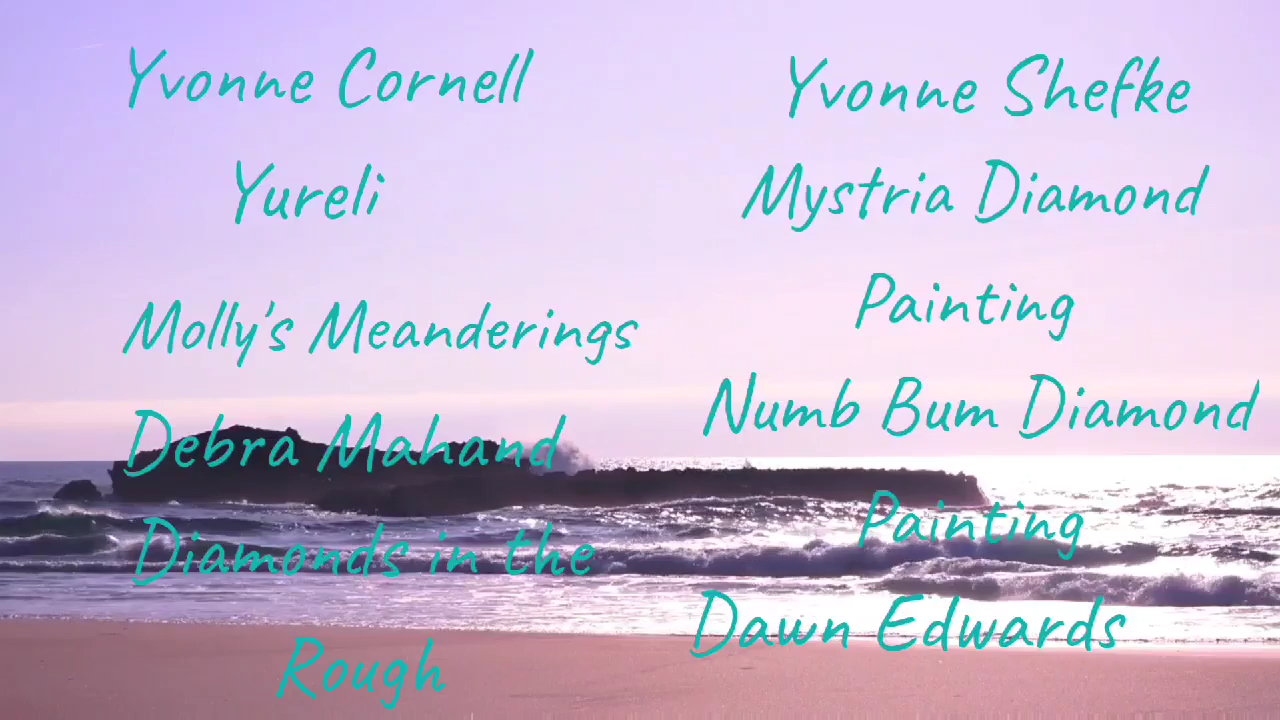 Yvonne Cornell
Yureli
Molly's Meanderings
Debra Mahand
Diamonds in the
Rough
Yvonne Shefke
Mystria Diamond
Painting
Numb Bum Diamond
Painting
Dawn Edwards